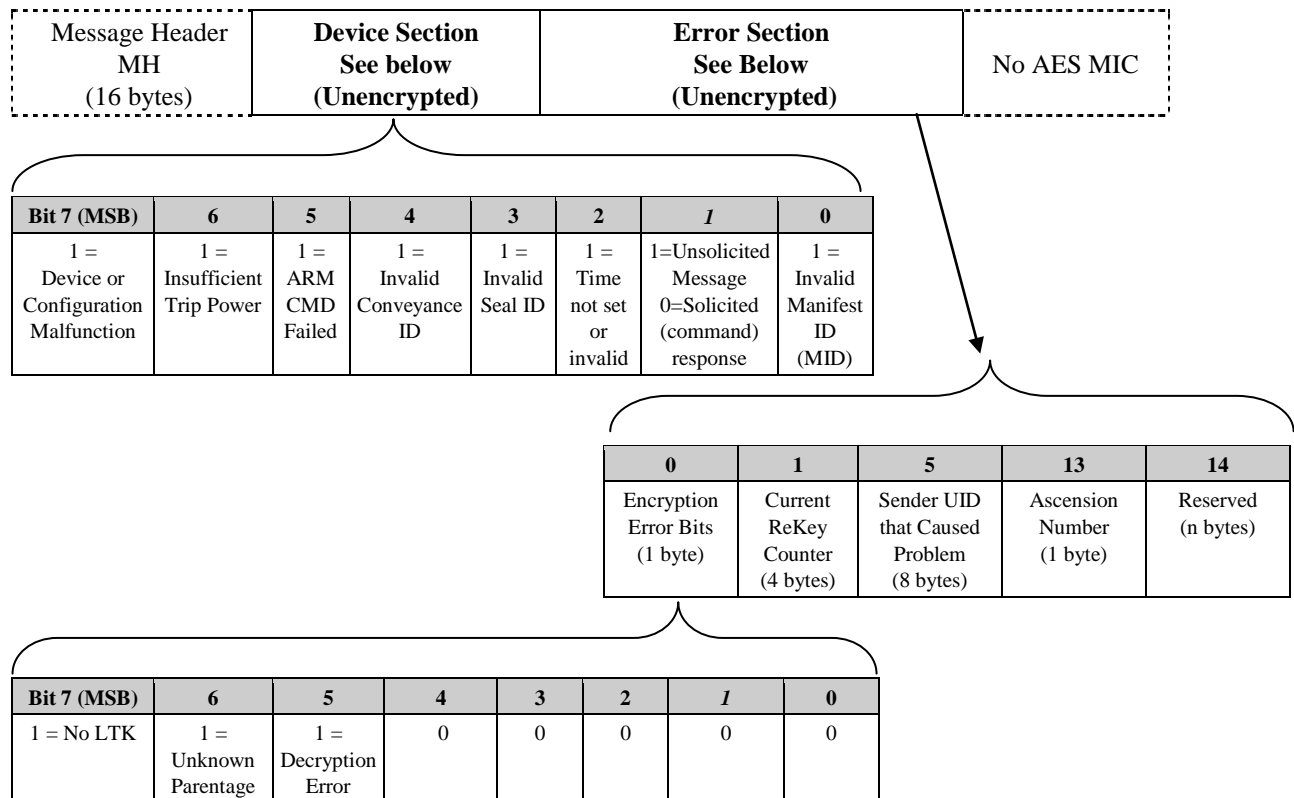 Message Header
MH
(16 bytes)
Device Section
See below
(Unencrypted)
Error Section
See Below
(Unencrypted)
No AES MIC
Bit 7 (MSB)
6
5
4
3
2
1
0
1 =
Device or
Configuration
Malfunction
1 =
Insufficient
Trip Power
1 =
ARM
CMD
Failed
1 =
Invalid
Conveyance
ID
1 =
Invalid
Seal ID
1 =
Time
not set
or
invalid
1=Unsolicited
Message
0=Solicited
(command)
response
1 =
Invalid
Manifest
ID
(MID)
0
1
5
13
14
Encryption
Error Bits
(1 byte)
Current
ReKey
Counter
(4 bytes)
Sender UID
that Caused
Problem
(8 bytes)
Ascension
Number
(1 byte)
Reserved
(n bytes)
Bit 7 (MSB)
6
5
4
3
2
1
0
1 = No LTK
1 =
Unknown
Parentage
1 =
Decryption
Error
0
0
0
0
0